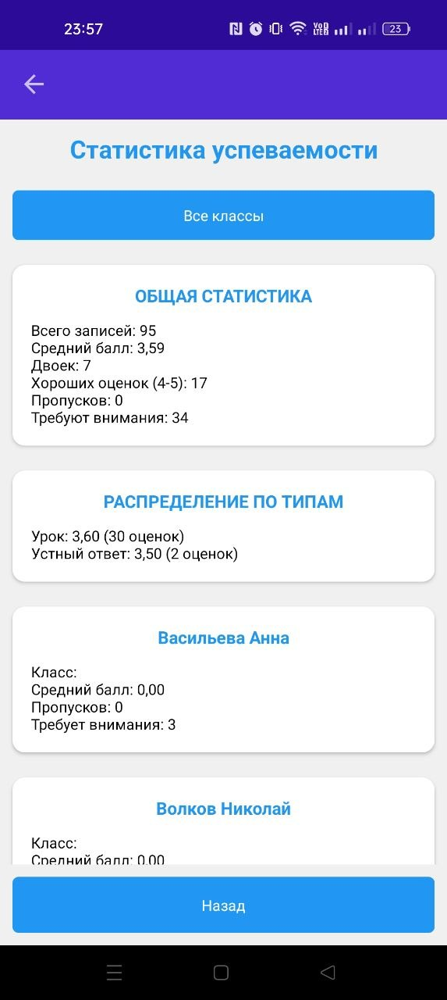 23:57
VoD LTE2
23
Статистика успеваемости
Все классы
ОБЩАЯ СТАТИСТИКА
Всего записей: 95
Средний балл: 3,59
Двоек: 7
Хороших оценок (4-5): 17
Пропусков: 0
Требуют внимания: 34
РАСПРЕДЕЛЕНИЕ ПО ТИПАМ
Урок: 3,60 (30 оценок)
Устный ответ: 3,50 (2 оценок)
Васильева Анна
Класс:
Средний балл: 0,00
Пропусков: 0
Требует внимания: 3
Волков Николай
Класс:
Средний балл: 0,00
Назад